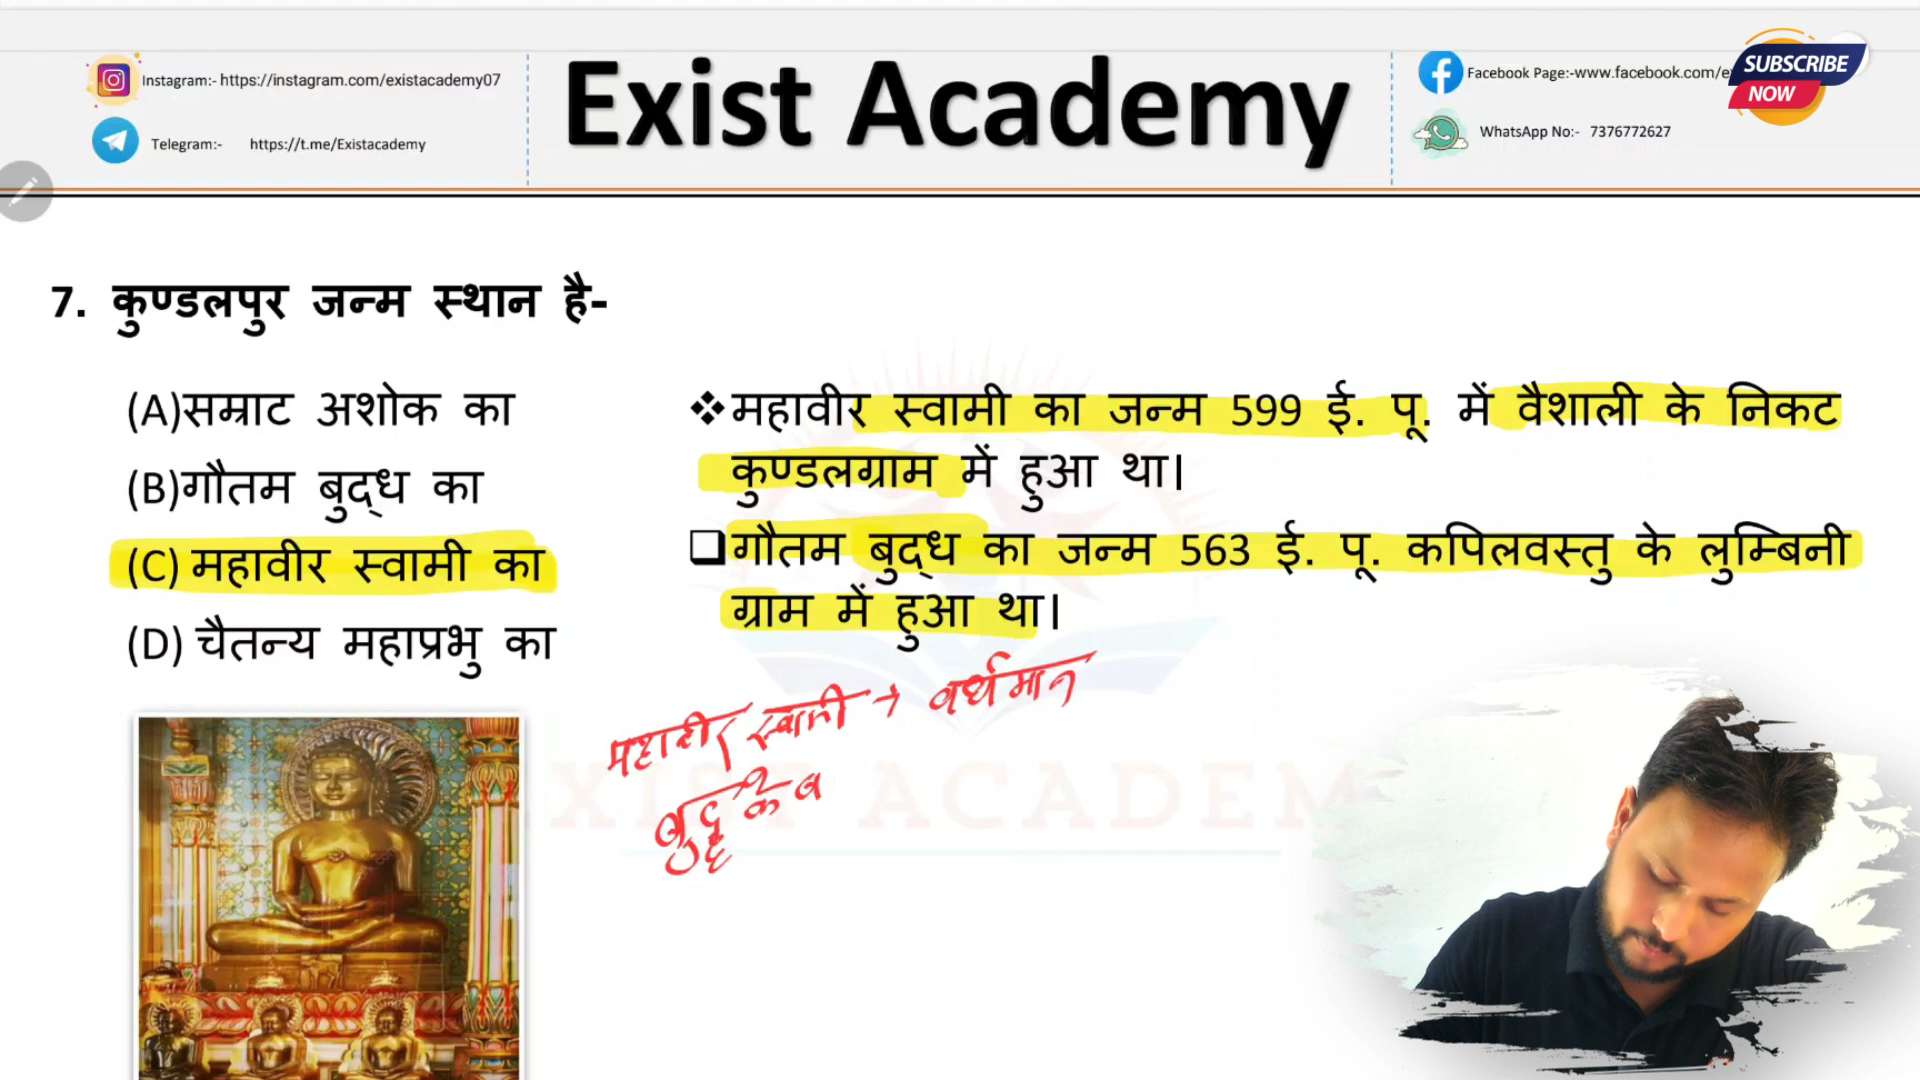 Instagram:- https://instagram.com/existacademy07
Telegram:- https://t.me/Existacademy
Exist Academy
Facebook Page:-www.facebook.com/e
WhatsApp No:- 7376772627
SUBSCRIBE
NOW
7. कुण्डलपुर जन्म स्थान है-
(A)सम्राट अशोक का
(B)गौतम बुद्ध का
(C) महावीर स्वामी का
(D) चैतन्य महाप्रभु का
❖महावीर स्वामी का जन्म 599 ई. पू. में वैशाली के निकट
कुण्डलग्राम में हुआ था।
❑गौतम बुद्ध का जन्म 563 ई. पू. कपिलवस्तु के लुम्बिनी
ग्राम में हुआ था।
महावीर स्वामी → वर्धमान
बुद्ध के ब
EXIST ACADEM